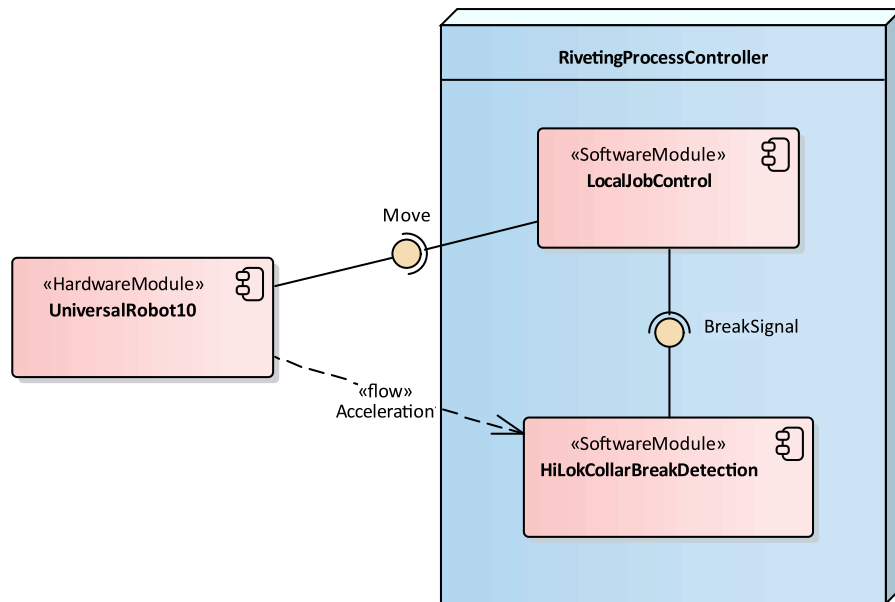 RivetingProcessController
«SoftwareModule»
LocalJobControl
Move
«HardwareModule»
UniversalRobot10
BreakSignal
«flow»
Acceleration
«SoftwareModule»
HiLokCollarBreakDetection